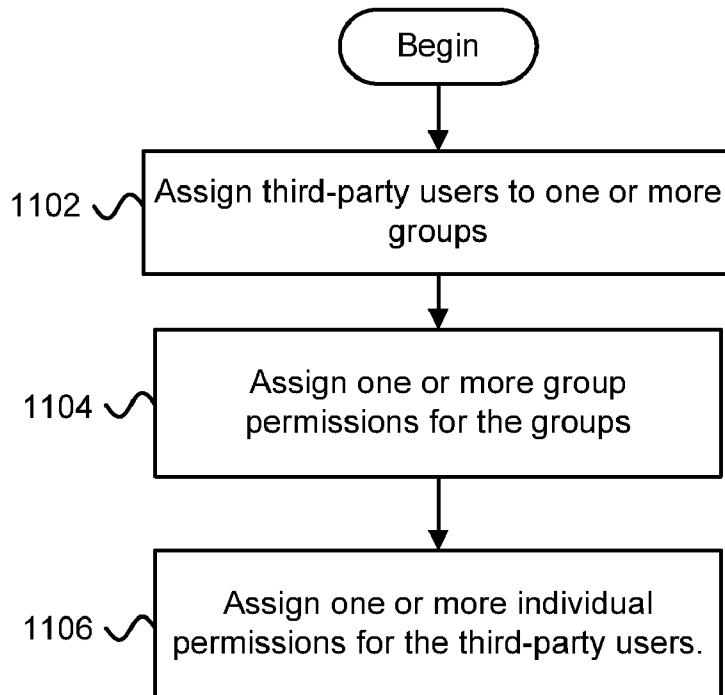 Begin
1102
Assign third-party users to one or more
groups
1104
Assign one or more group
permissions for the groups
1106
Assign one or more individual
permissions for the third-party users.